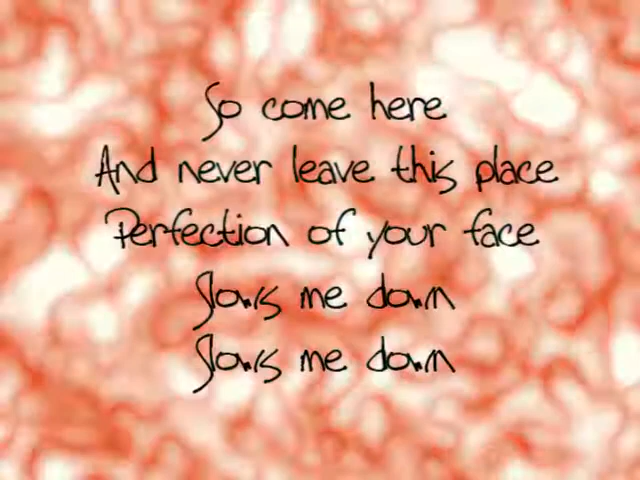 So come here
And never leave this place
Perfection of your face
Slows me down
Slows me down